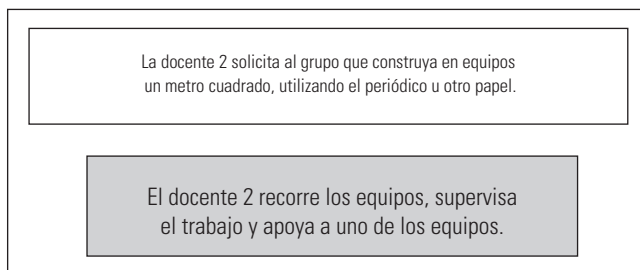 La docente 2 solicita al grupo que construya en equipos
un metro cuadrado, utilizando el periódico u otro papel.
El docente 2 recorre los equipos, supervisa
el trabajo y apoya a uno de los equipos.